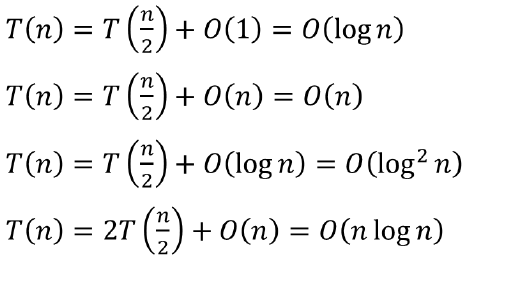 T(n) = T(n/2) + O(1) = O(log n)
T(n) = T(n/2) + O(n) = O(n)
T(n) = T(n/2) + O(log n) = O(log² n)
T(n) = 2T(n/2) + O(n) = O(n log n)